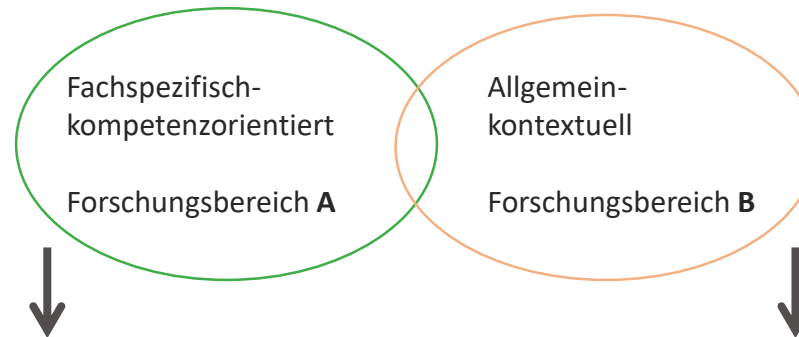 Fachspezifisch-
kompetenzorientiert
Forschungsbereich A
Allgemein-
kontextuell
Forschungsbereich B